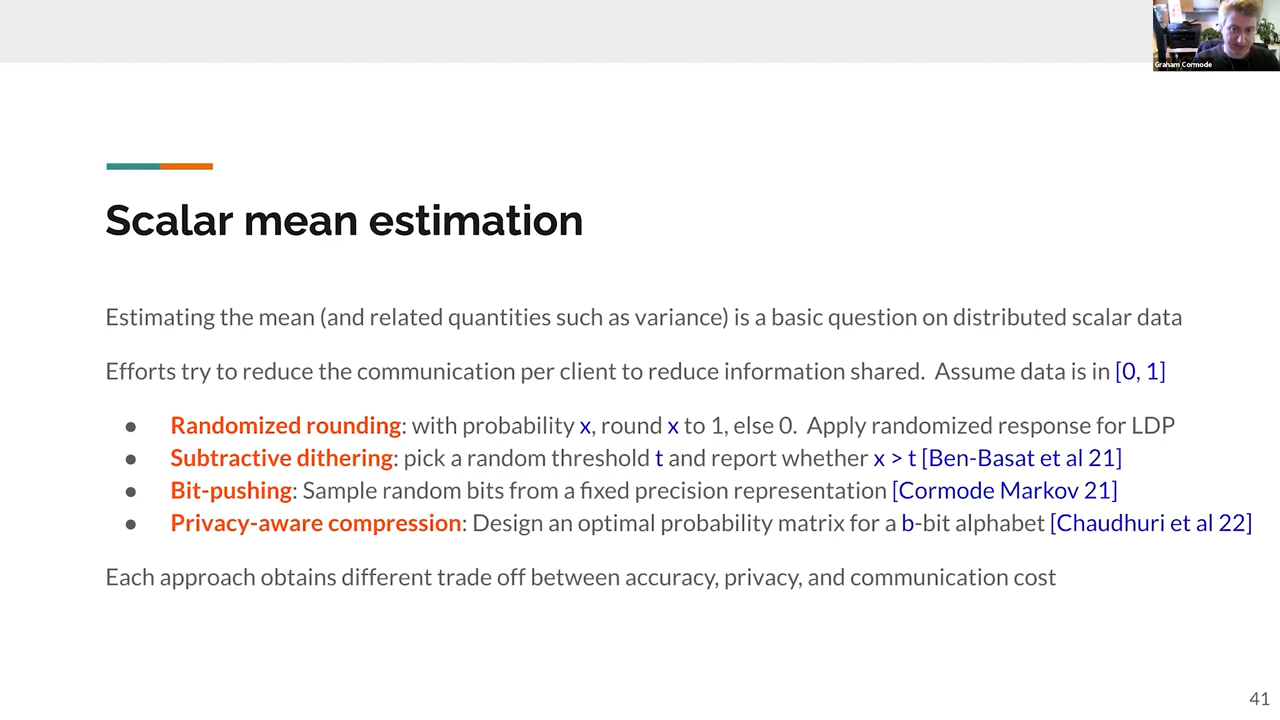 Graham Cormode
Scalar mean estimation
Estimating the mean (and related quantities such as variance) is a basic question on distributed scalar data
Efforts try to reduce the communication per client to reduce information shared.  Assume data is in [0, 1]
● Randomized rounding: with probability x, round x to 1, else 0.  Apply randomized response for LDP
● Subtractive dithering: pick a random threshold t and report whether x > t [Ben-Basat et al 21]
● Bit-pushing: Sample random bits from a fixed precision representation [Cormode Markov 21]
● Privacy-aware compression: Design an optimal probability matrix for a b-bit alphabet [Chaudhuri et al 22]
Each approach obtains different trade off between accuracy, privacy, and communication cost
41